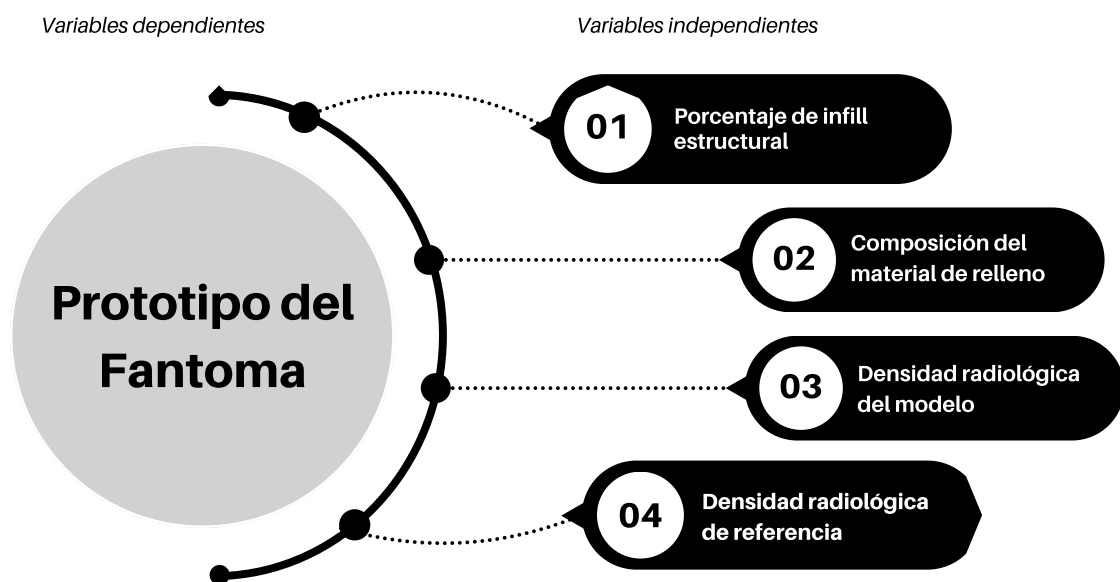 Variables dependientes
Variables independientes
Prototipo del
Fantoma
01
Porcentaje de infill
estructural
02
Composición del
material de relleno
03
Densidad radiológica
del modelo
04
Densidad radiológica
de referencia